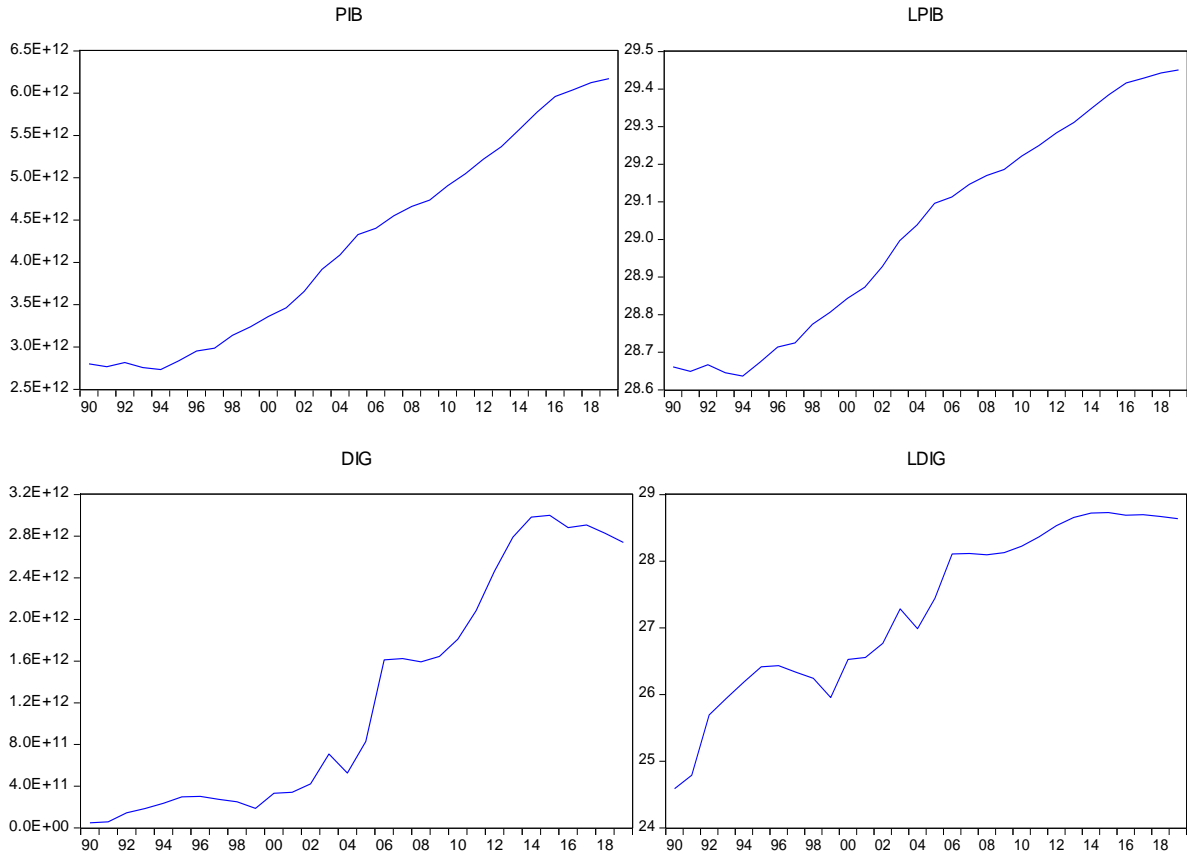 PIB
6.5E+12
6.0E+12
5.5E+12
5.0E+12
4.5E+12
4.0E+12
3.5E+12
3.0E+12
2.5E+12
90 92 94 96 98 00 02 04 06 08 10 12 14 16 18
LPIB
29.5
29.4
29.3
29.2
29.1
29.0
28.9
28.8
28.7
28.6
90 92 94 96 98 00 02 04 06 08 10 12 14 16 18
DIG
3.2E+12
2.8E+12
2.4E+12
2.0E+12
1.6E+12
1.2E+12
8.0E+11
4.0E+11
0.0E+00
90 92 94 96 98 00 02 04 06 08 10 12 14 16 18
LDIG
29
28
27
26
25
24
90 92 94 96 98 00 02 04 06 08 10 12 14 16 18